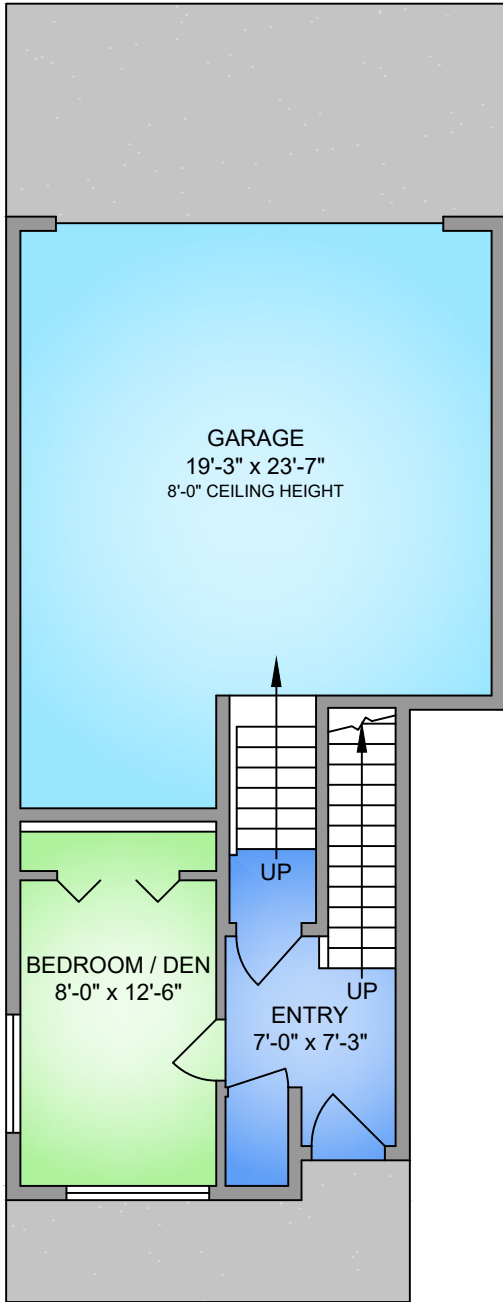 GARAGE
19'-3" x 23'-7"
8'-0" CEILING HEIGHT
UP
BEDROOM / DEN
8'-0" x 12'-6"
UP
ENTRY
7'-0" x 7'-3"